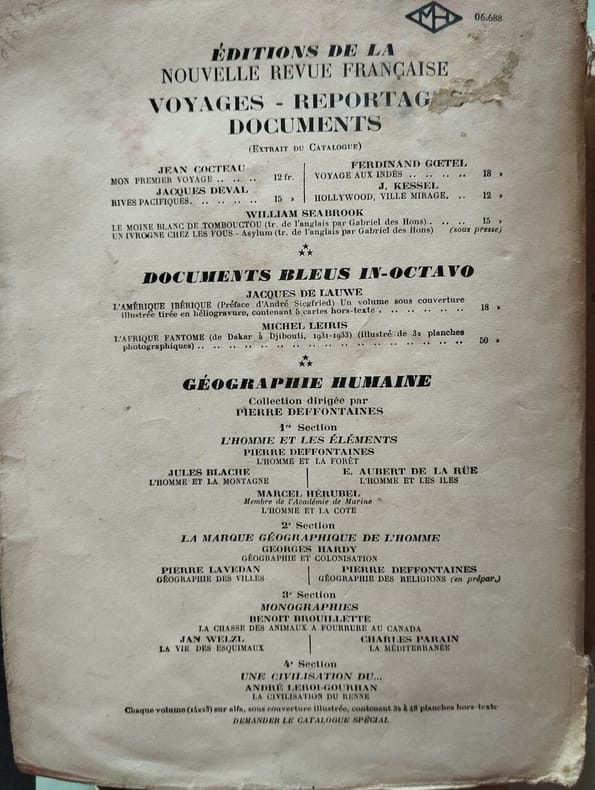 MH
06.688
ÉDITIONS DE LA
NOUVELLE REVUE FRANÇAISE
VOYAGES - REPORTAG S
DOCUMENTS
(EXTRAIT DU CATALOGUE)
JEAN COCTEAU
MON PREMIER VOYAGE .. .. .. 12 fr.
JACQUES DEVAL
RIVES PACIFIQUES. .. .. .. .. 15 »
FERDINAND GŒTEL
VOYAGE AUX INDES .. .. .. .. 18 »
J. KESSEL
HOLLYWOOD, VILLE MIRAGE. .. 12 »
WILLIAM SEABROOK
LE MOINE BLANC DE TOMBOUCTOU (tr. de l'anglais par Gabriel des Hons).. .. .. 15 »
UN IVROGNE CHEZ LES FOUS - Asylum (tr. de l'anglais par Gabriel des Hons) (sous presse)
DOCUMENTS BLEUS IN-OCTAVO
JACQUES DE LAUWE
L'AMÉRIQUE IBÉRIQUE (Préface d'André Siegfried) Un volume sous couverture
illustrée tirée en héliogravure, contenant 5 cartes hors-texte .. .. .. .. .. 18 »
MICHEL LEIRIS
L'AFRIQUE FANTOME (de Dakar à Djibouti, 1931-1933) (illustré de 32 planches
photographiques) .. .. .. .. .. .. .. .. .. .. .. .. .. .. 50 »
GÉOGRAPHIE HUMAINE
Collection dirigée par
PIERRE DEFFONTAINES
1re Section
L'HOMME ET LES ÉLÉMENTS
PIERRE DEFFONTAINES
L'HOMME ET LA FORÊT
JULES BLACHE
L'HOMME ET LA MONTAGNE
E. AUBERT DE LA RÜE
L'HOMME ET LES ILES
MARCEL HÉRUBEL
Membre de l'Académie de Marine
L'HOMME ET LA COTE
2e Section
LA MARQUE GÉOGRAPHIQUE DE L'HOMME
GEORGES HARDY
GÉOGRAPHIE ET COLONISATION
PIERRE LAVEDAN
GÉOGRAPHIE DES VILLES
PIERRE DEFFONTAINES
GÉOGRAPHIE DES RELIGIONS (en prépar.)
3e Section
MONOGRAPHIES
BENOIT BROUILLETTE
LA CHASSE DES ANIMAUX A FOURRURE AU CANADA
JAN WELZL
LA VIE DES ESQUIMAUX
CHARLES PARAIN
LA MÉDITERRANÉE
4e Section
UNE CIVILISATION DU...
ANDRÉ LEROI-GOURHAN
LA CIVILISATION DU RENNE
Chaque volume (14x23) sur alfa, sous couverture illustrée, contenant 32 à 48 planches hors-texte
DEMANDER LE CATALOGUE SPÉCIAL